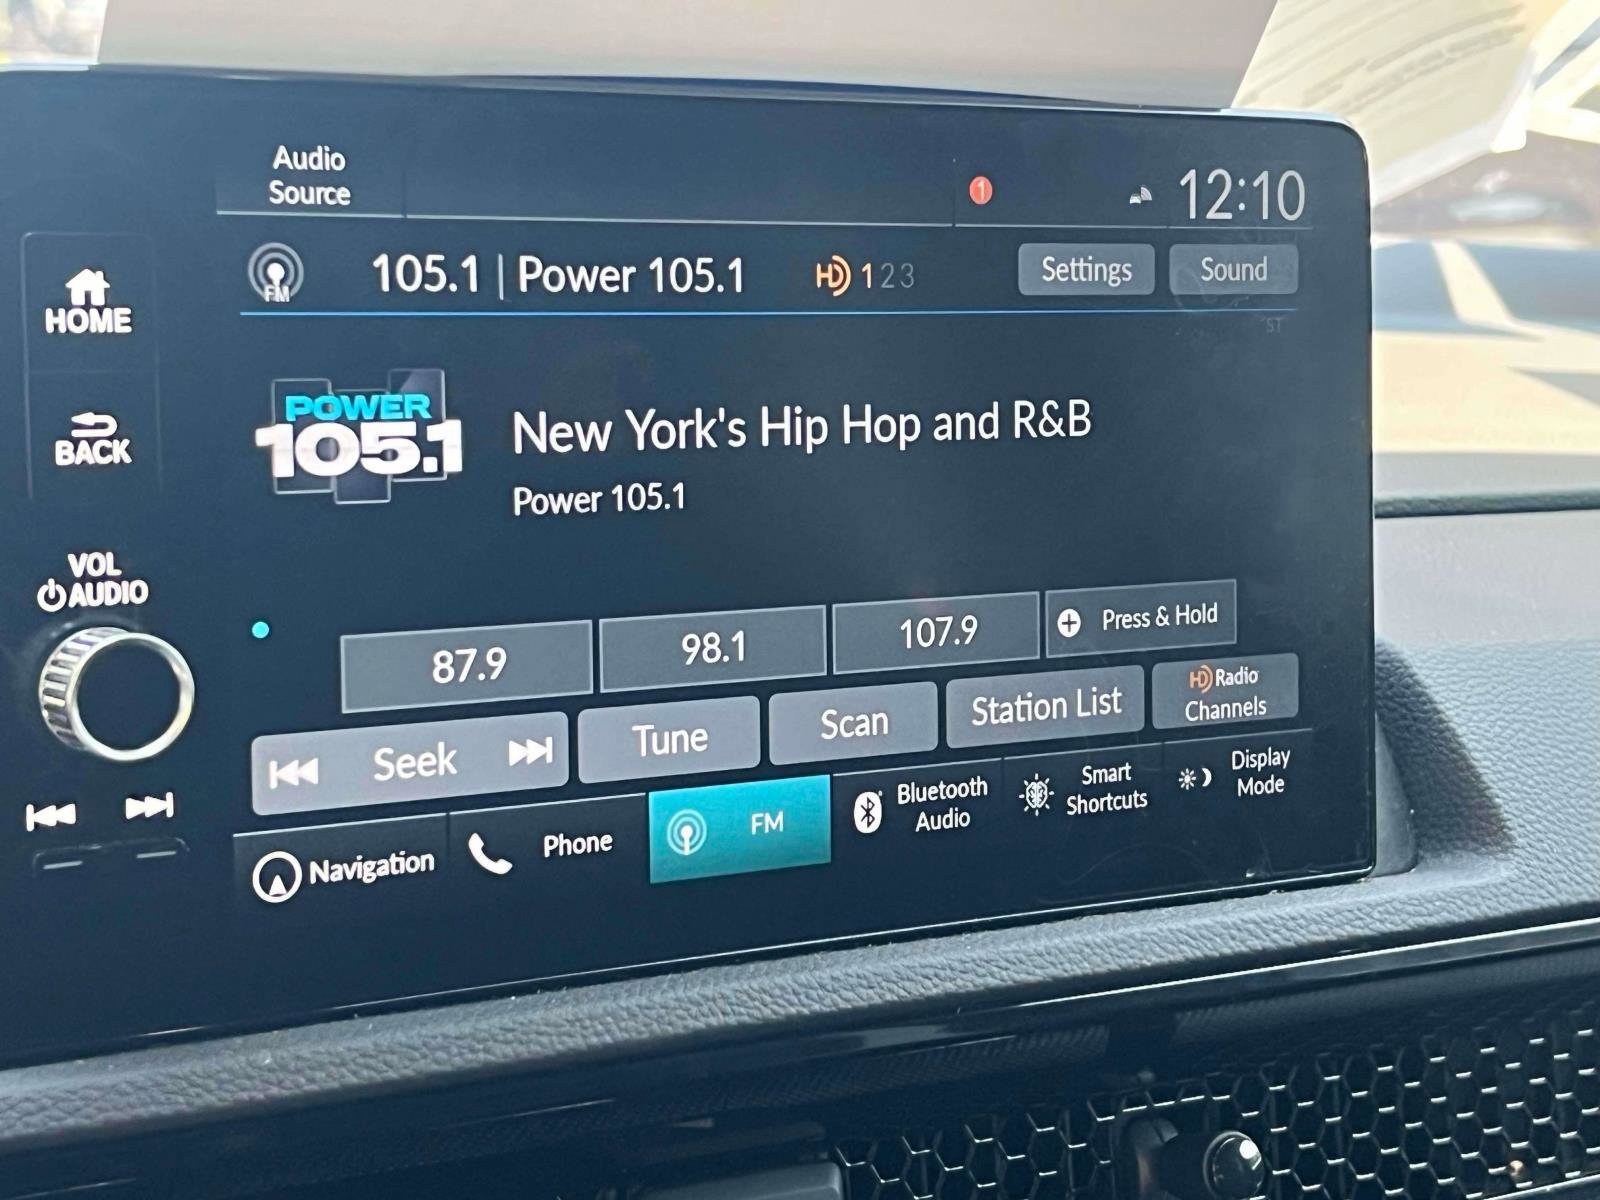 Audio
Source
1
12:10
FM
105.1 | Power 105.1
HD 1 2 3
Settings
Sound
ST
HOME
BACK
VOL
AUDIO
POWER
105.1
New York's Hip Hop and R&B
Power 105.1
87.9
98.1
107.9
Press & Hold
Seek
Tune
Scan
Station List
HD Radio
Channels
Navigation
Phone
FM
Bluetooth
Audio
Smart
Shortcuts
Display
Mode